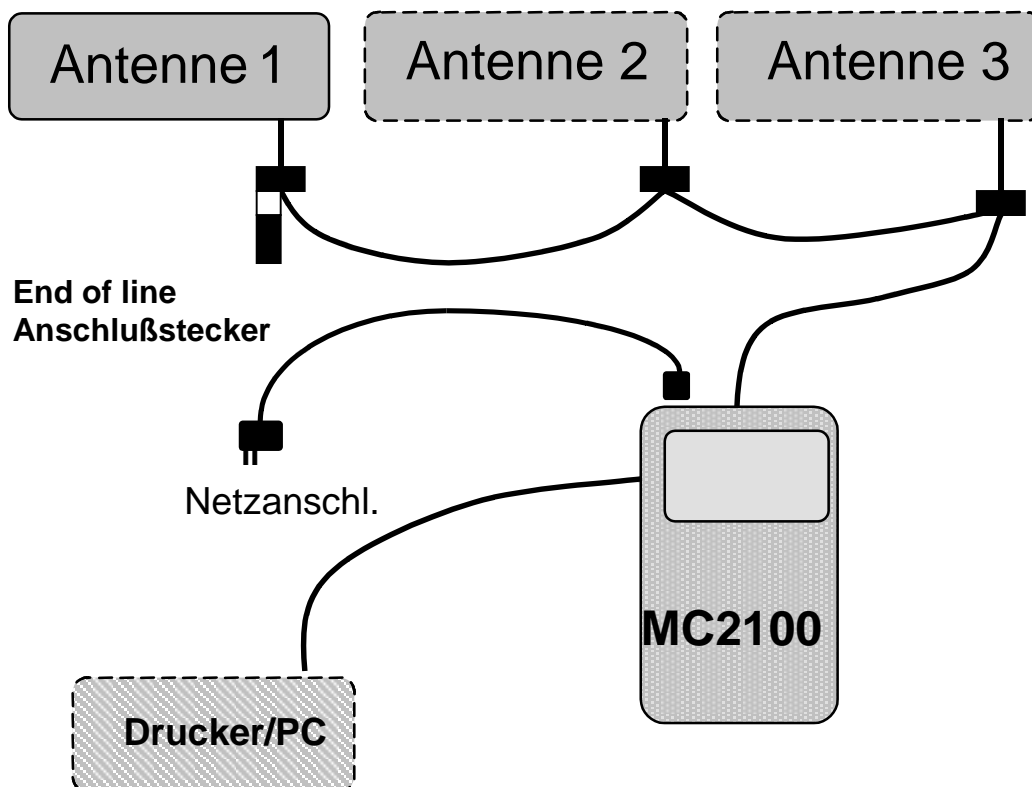 Antenne 1
Antenne 2
Antenne 3
End of line
Anschlußstecker
Netzanschl.
MC2100
Drucker/PC